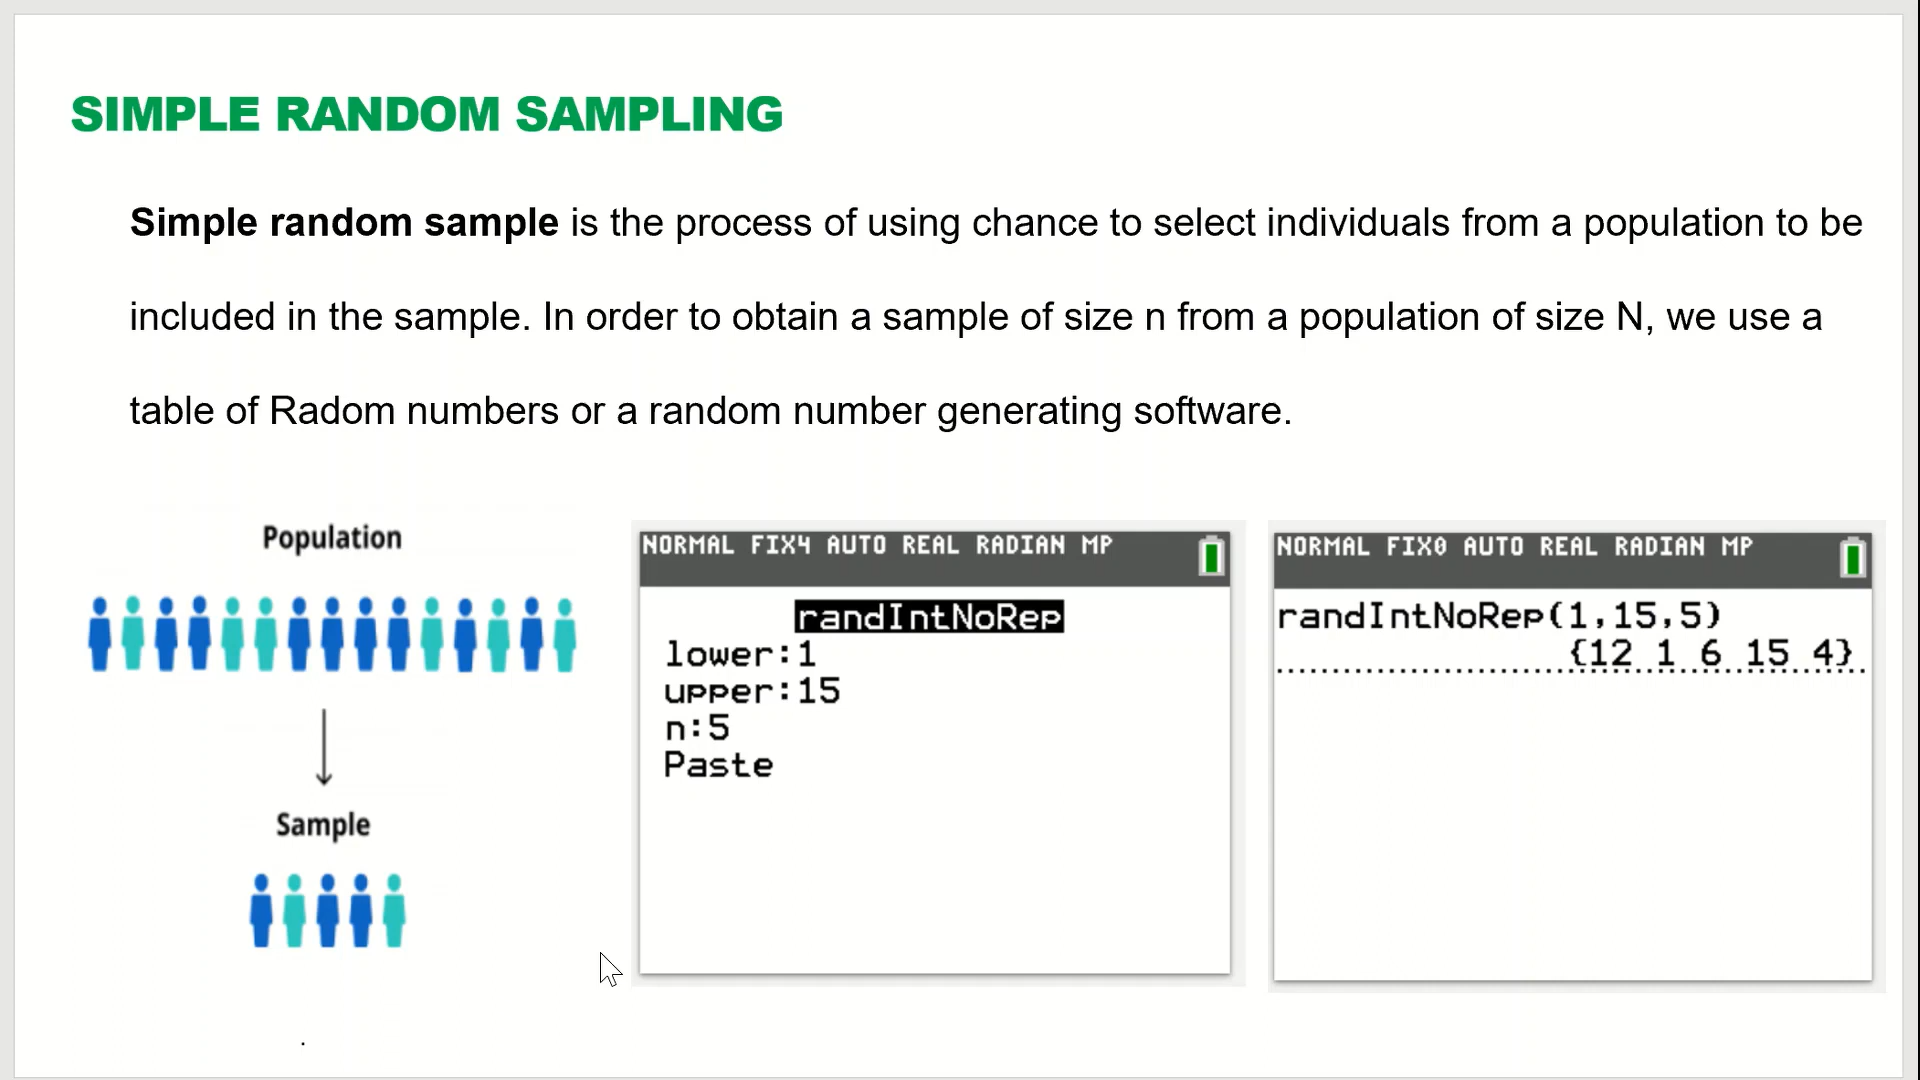 SIMPLE RANDOM SAMPLING
Simple random sample is the process of using chance to select individuals from a population to be
included in the sample. In order to obtain a sample of size n from a population of size N, we use a
table of Radom numbers or a random number generating software.
Population
Sample
NORMAL FIX4 AUTO REAL RADIAN MP
randIntNoRep
lower:1
upper:15
n:5
Paste
NORMAL FIX0 AUTO REAL RADIAN MP
randIntNoRep(1,15,5)
{12 1 6 15 4}